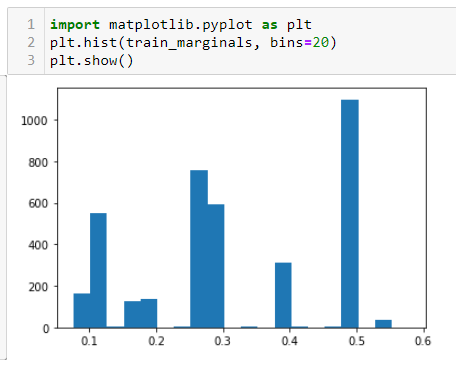 1 import matplotlib.pyplot as plt
2 plt.hist(train_marginals, bins=20)
3 plt.show()
1000
800
600
400
200
0
0.1 0.2 0.3 0.4 0.5 0.6